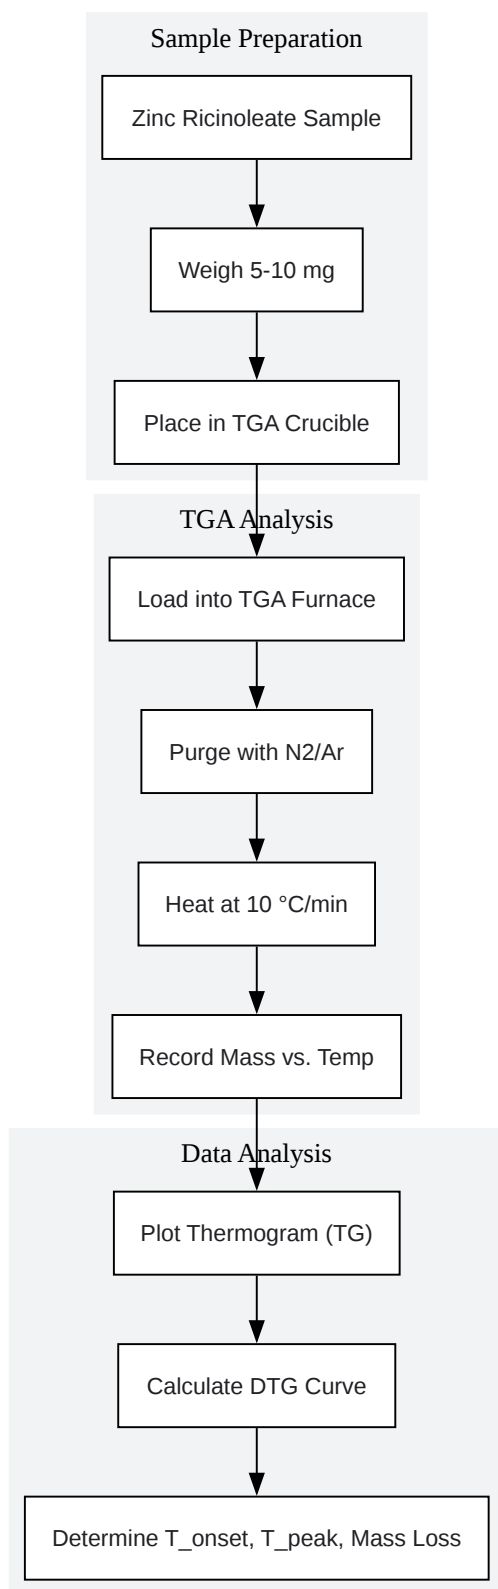 Sample Preparation
Zinc Ricinoleate Sample
Weigh 5-10 mg
Place in TGA Crucible
TGA Analysis
Load into TGA Furnace
Purge with N2/Ar
Heat at 10 °C/min
Record Mass vs. Temp
Data Analysis
Plot Thermogram (TG)
Calculate DTG Curve
Determine T_onset, T_peak, Mass Loss